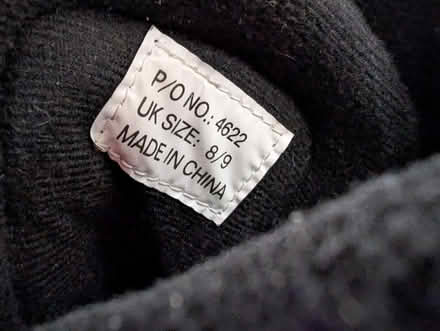 P/O NO.: 4622
UK SIZE: 8/9
MADE IN CHINA